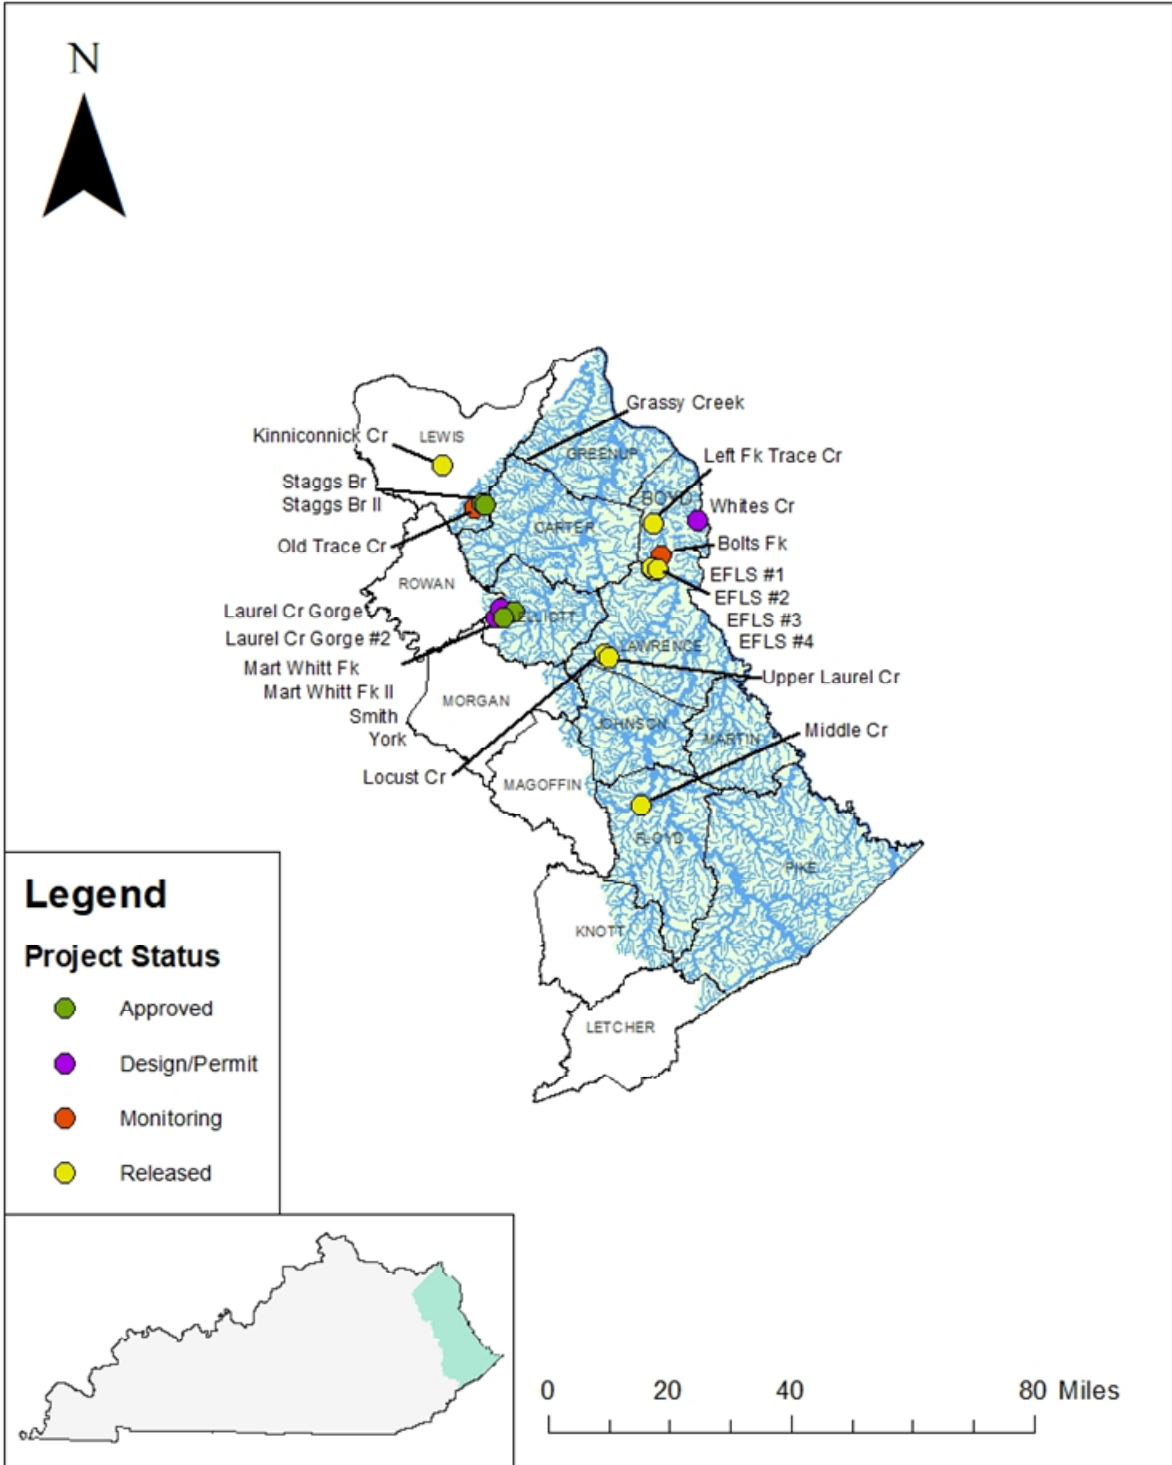 N
Grassy Creek
Kinniconnick Cr
LEWIS
GREENUP
Left Fk Trace Cr
Staggs Br
Staggs Br II
BOYD
Whites Cr
CARTER
Old Trace Cr
Bolts Fk
ROWAN
EFLS #1
EFLS #2
EFLS #3
EFLS #4
Laurel Cr Gorge
ELLIOTT
Laurel Cr Gorge #2
LAWRENCE
Mart Whitt Fk
Upper Laurel Cr
Mart Whitt Fk II
MORGAN
Smith
York
JOHNSON
MARTIN
Middle Cr
Locust Cr
MAGOFFIN
FLOYD
PIKE
KNOTT
LETCHER
Legend
Project Status
Approved
Design/Permit
Monitoring
Released
0 20 40 80 Miles